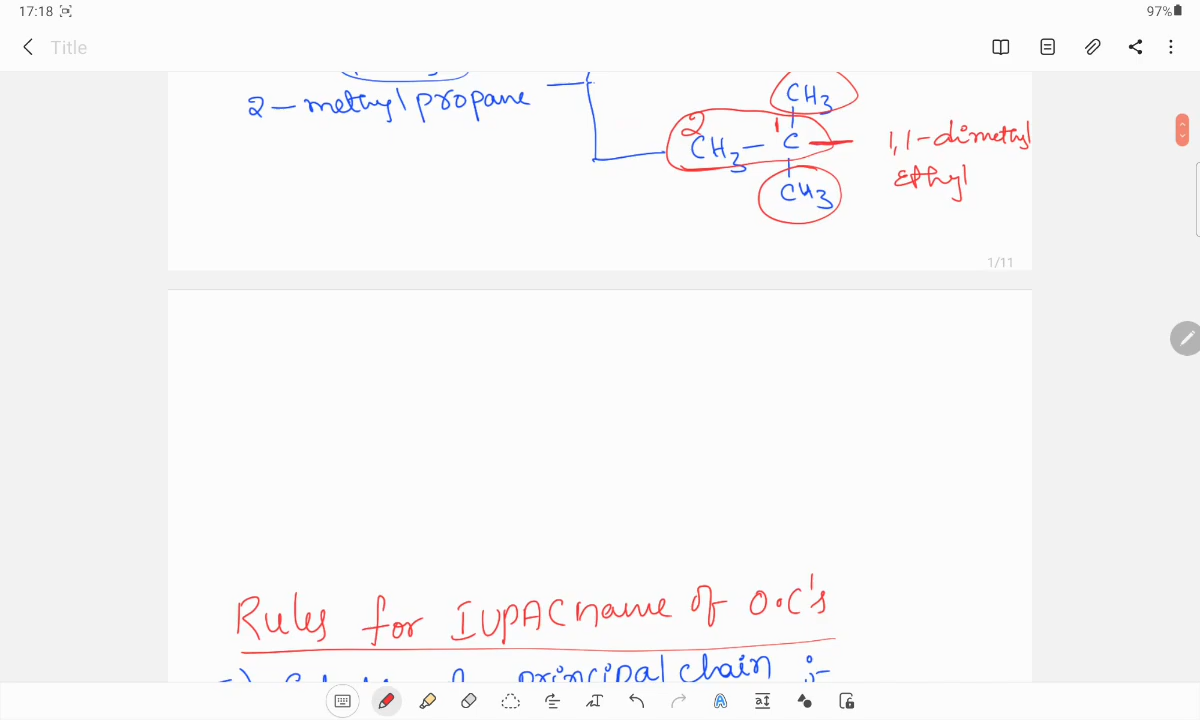 17:18 97%
Title
CH3
2-methyl propane
2 1
CH3-C- 1,1-dimethyl
CH3 Ethyl
1/11
Rules for IUPAC name of O.C's
principal chain :-